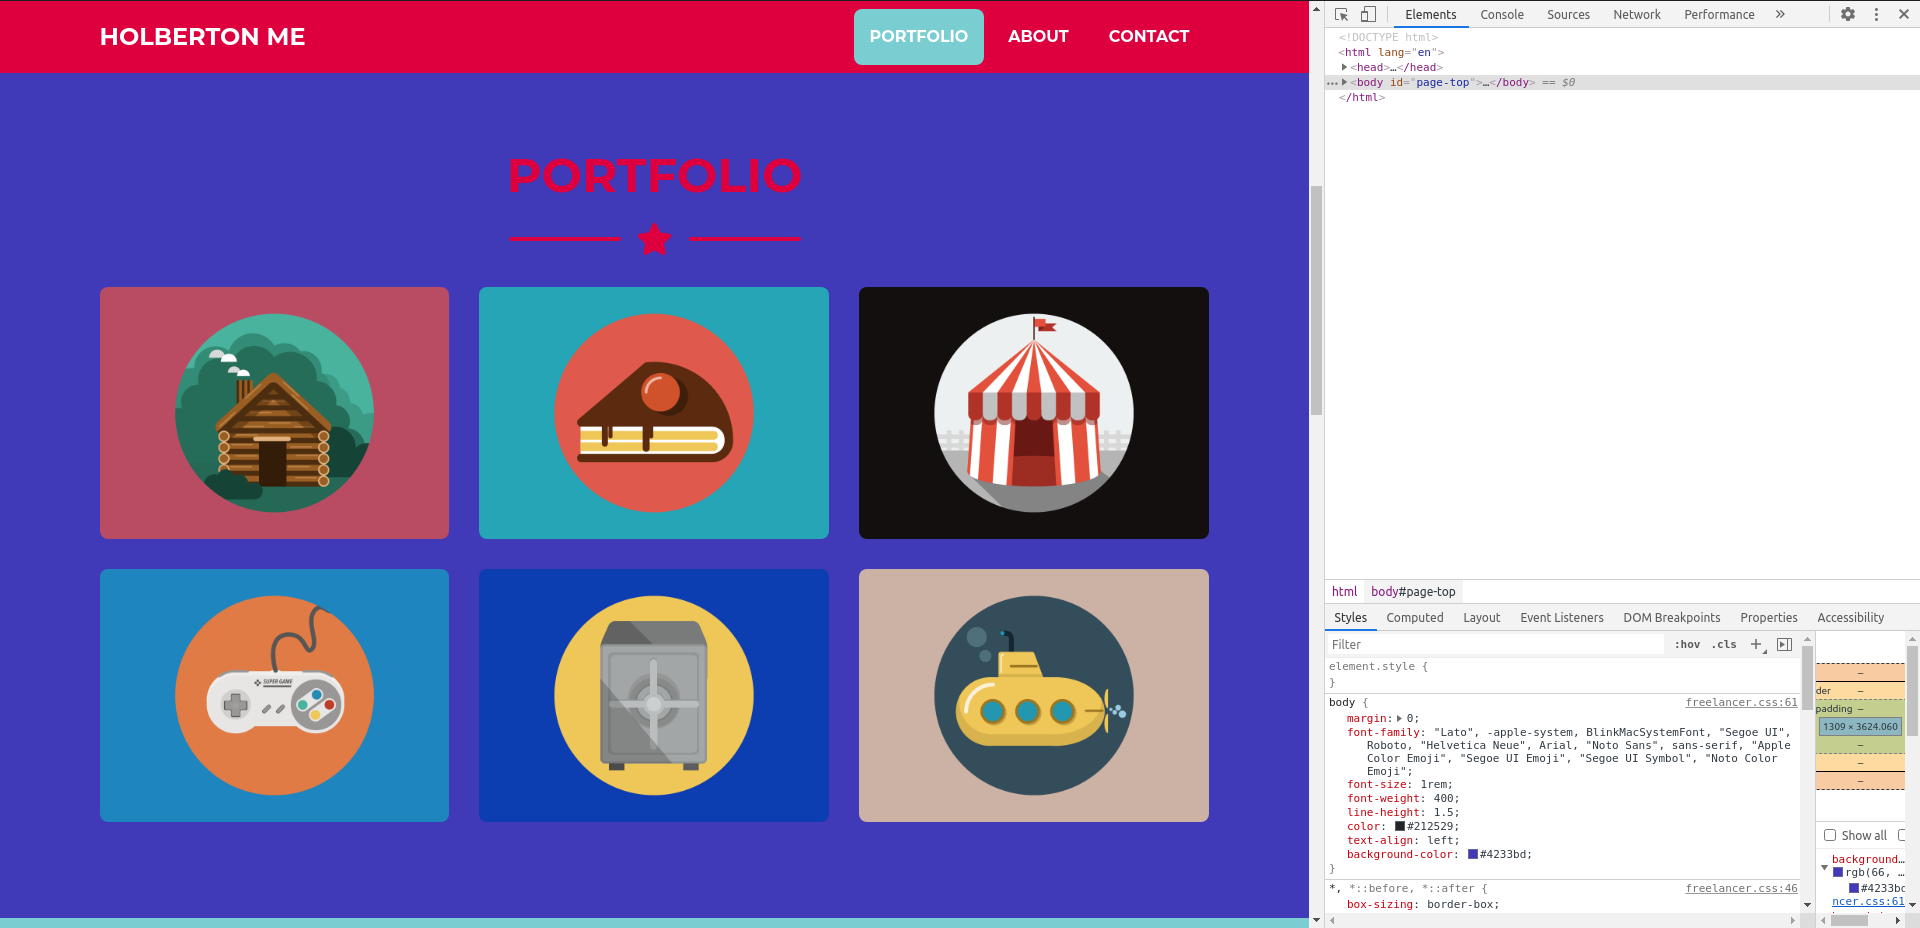 HOLBERTON ME
PORTFOLIO ABOUT CONTACT
PORTFOLIO
SUPER GAME
Elements Console Sources Network Performance »
<!DOCTYPE html>
<html lang="en">
<head>…</head>
<body id="page-top">…</body> == $0
</html>
html body#page-top
Styles Computed Layout Event Listeners DOM Breakpoints Properties Accessibility
Filter :hov .cls +
element.style {
}
body { freelancer.css:61
margin: 0;
font-family: "Lato", -apple-system, BlinkMacSystemFont, "Segoe UI",
Roboto, "Helvetica Neue", Arial, "Noto Sans", sans-serif, "Apple
Color Emoji", "Segoe UI Emoji", "Segoe UI Symbol", "Noto Color
Emoji";
font-size: 1rem;
font-weight: 400;
line-height: 1.5;
color: #212529;
text-align: left;
background-color: #4233bd;
}
*, *::before, *::after { freelancer.css:46
box-sizing: border-box;
–
der –
padding –
1309 × 3624.060
–
–
–
Show all
background…
rgb(66, …
#4233bd
ncer.css:61